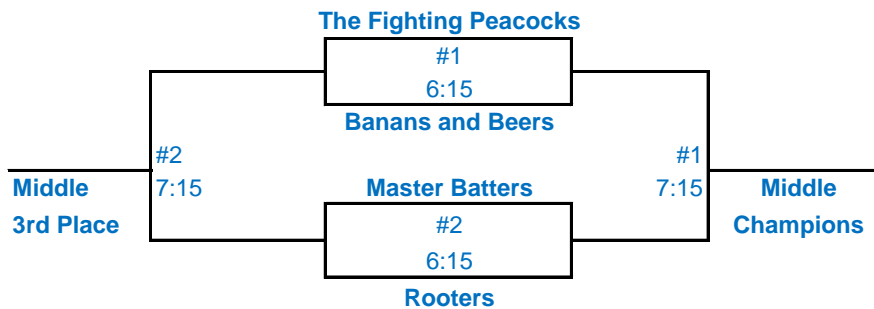 The Fighting Peacocks
#1
6:15
Banans and Beers
#2
7:15
#1
7:15
Middle
3rd Place
Master Batters
Middle
Champions
#2
6:15
Rooters